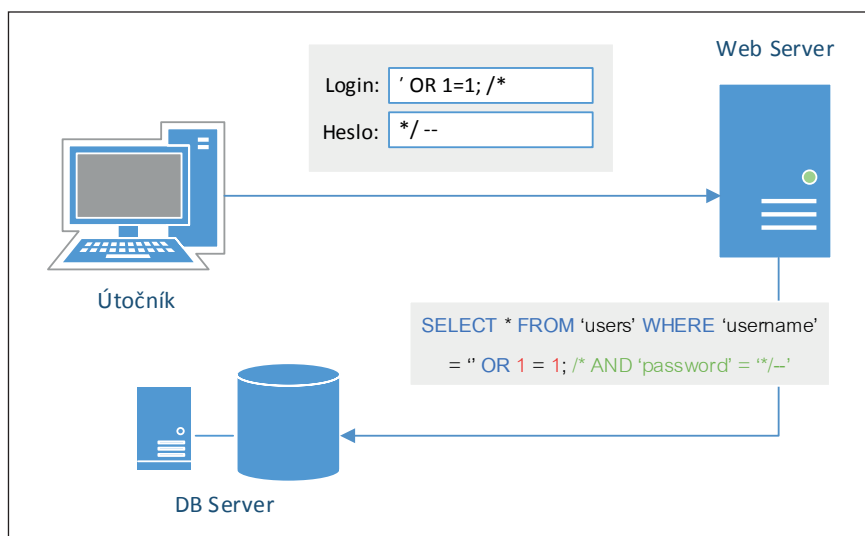 Web Server
Login: ′ OR 1=1; /*
Heslo: */ --
Útočník
SELECT * FROM ‘users’ WHERE ‘username’
= ‘’ OR 1 = 1; /* AND ‘password’ = ‘*/--’
DB Server